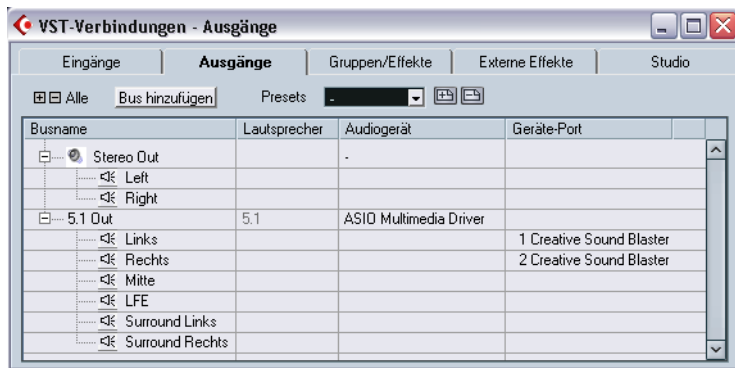 VST-Verbindungen - Ausgänge
Eingänge Ausgänge Gruppen/Effekte Externe Effekte Studio
Alle Bus hinzufügen Presets -
Busname Lautsprecher Audiogerät Geräte-Port
Stereo Out -
Left
Right
5.1 Out 5.1 ASIO Multimedia Driver
Links 1 Creative Sound Blaster
Rechts 2 Creative Sound Blaster
Mitte
LFE
Surround Links
Surround Rechts